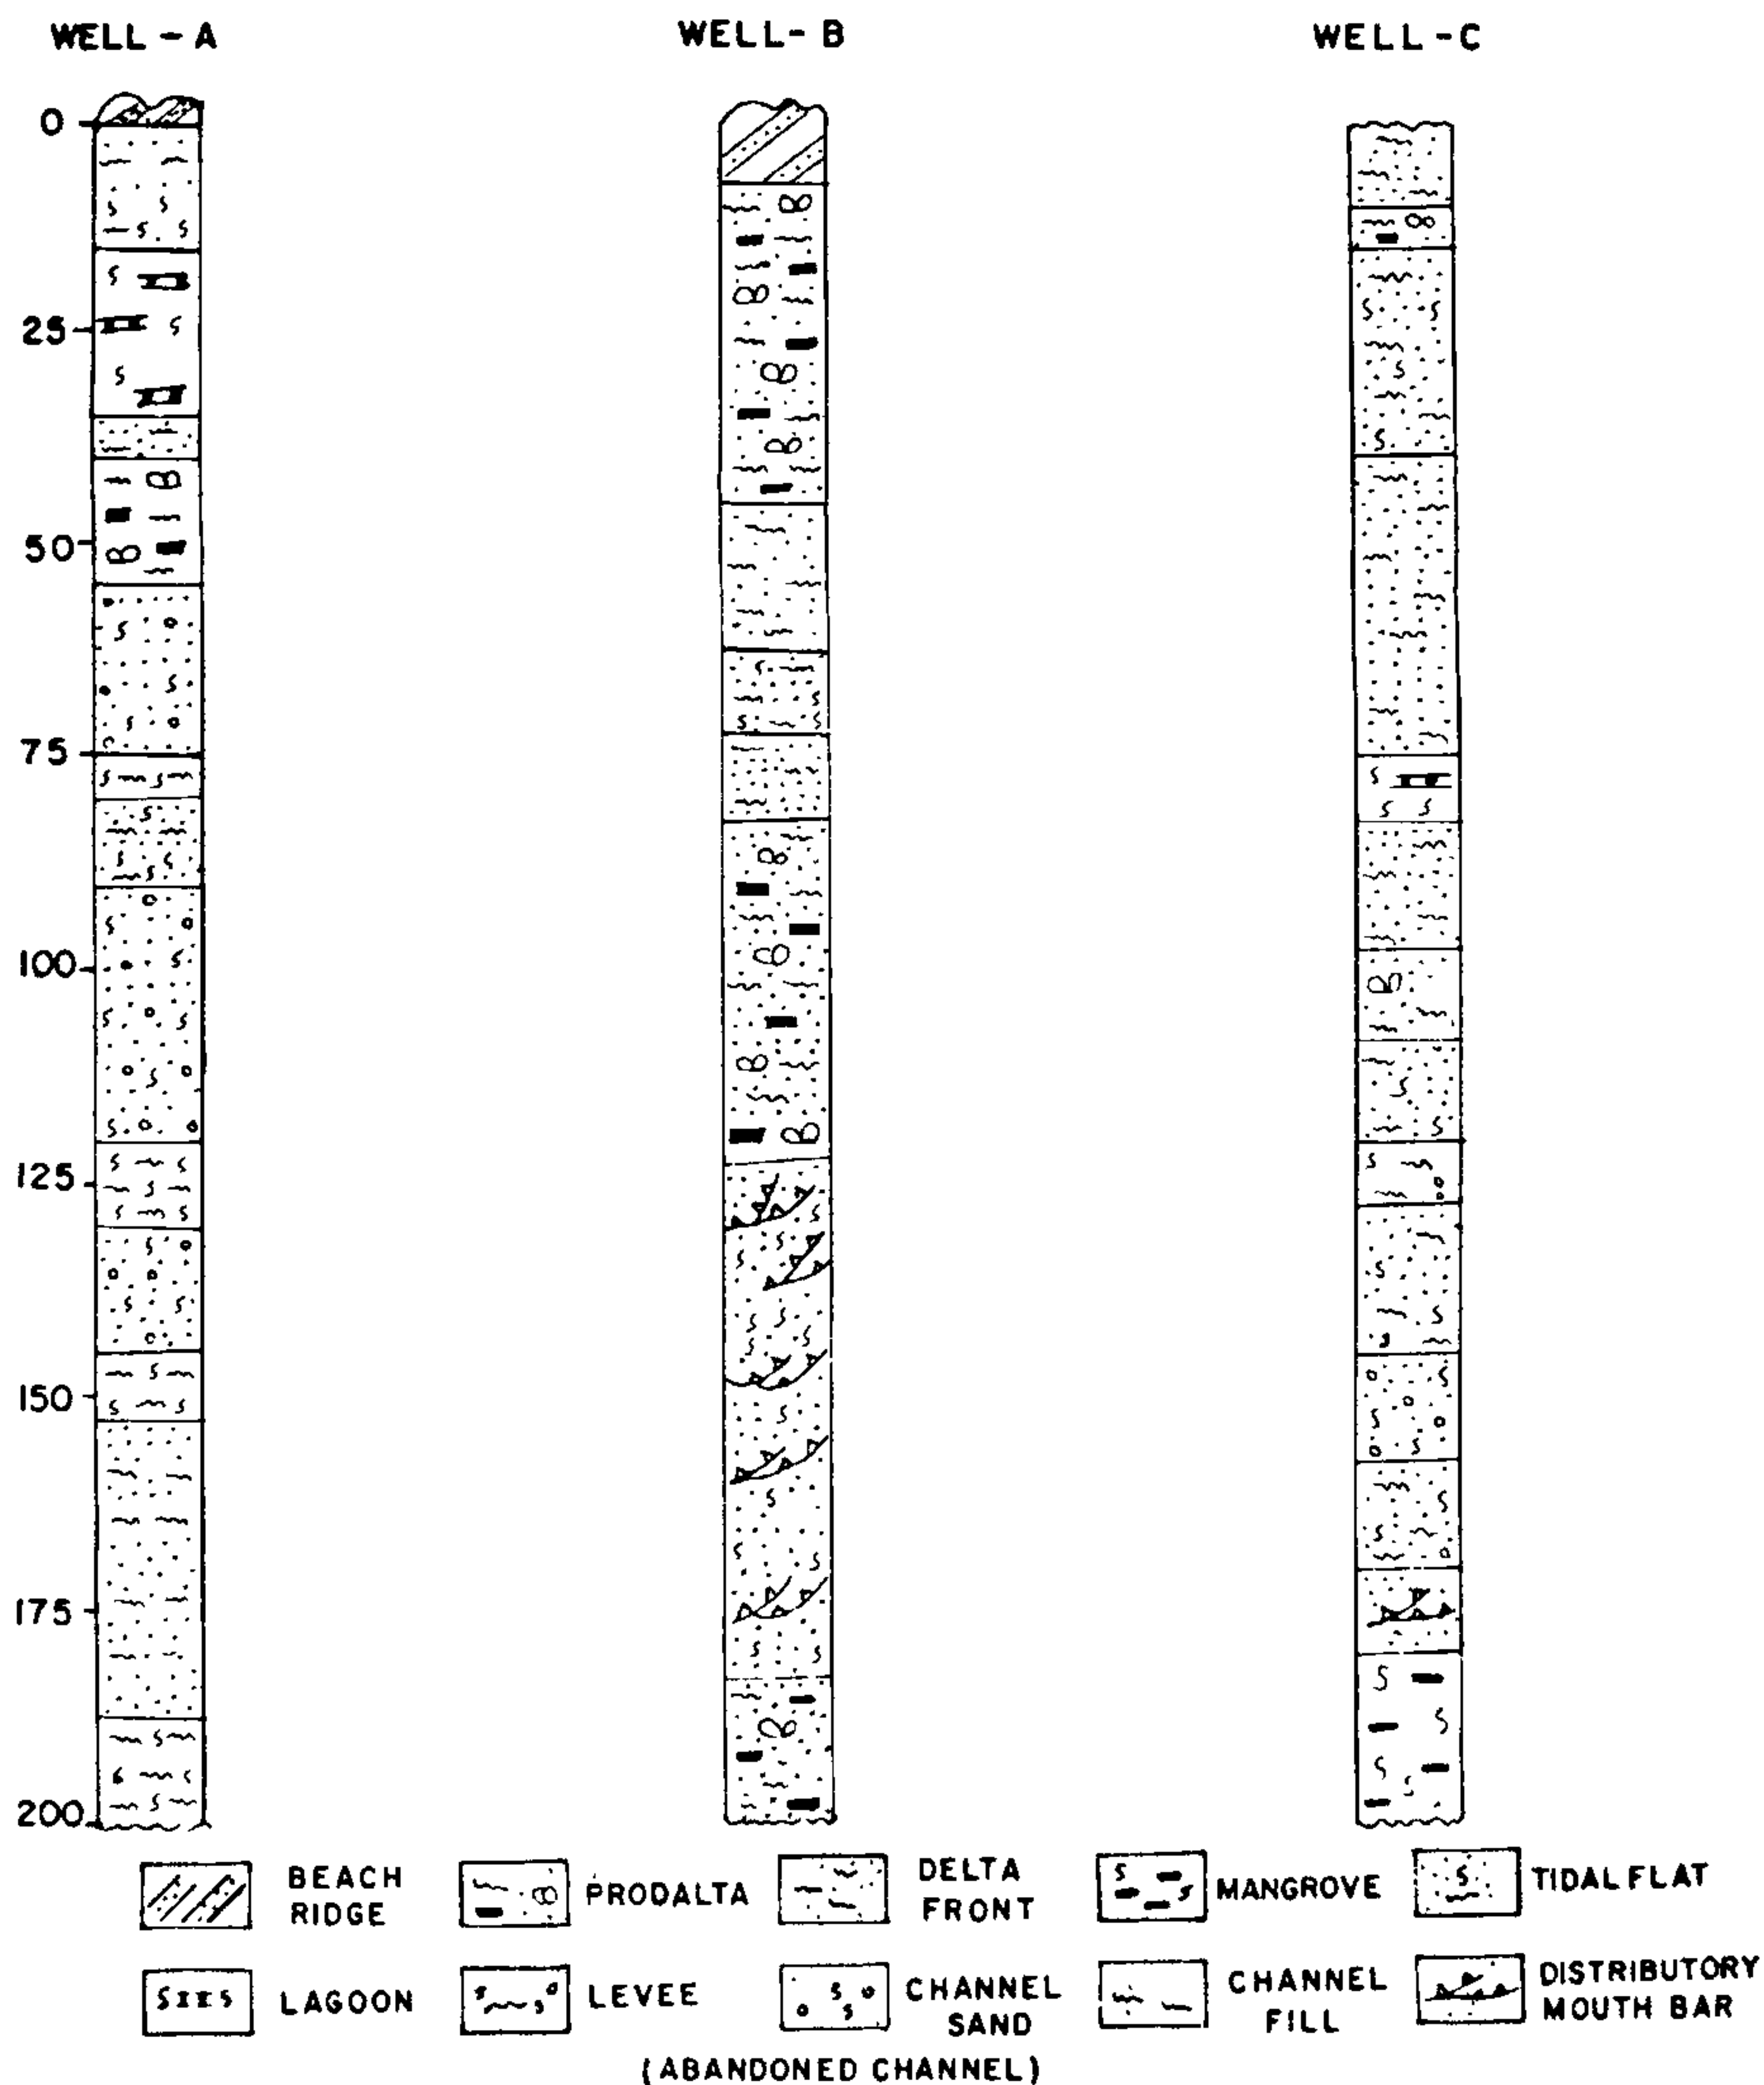 WELL - A
WELL- B
WELL - C
0
25
50
75
100
125
150
175
200
BEACH
RIDGE
PRODALTA
DELTA
FRONT
MANGROVE
TIDAL FLAT
LAGOON
LEVEE
CHANNEL
SAND
CHANNEL
FILL
DISTRIBUTORY
MOUTH BAR
(ABANDONED CHANNEL)